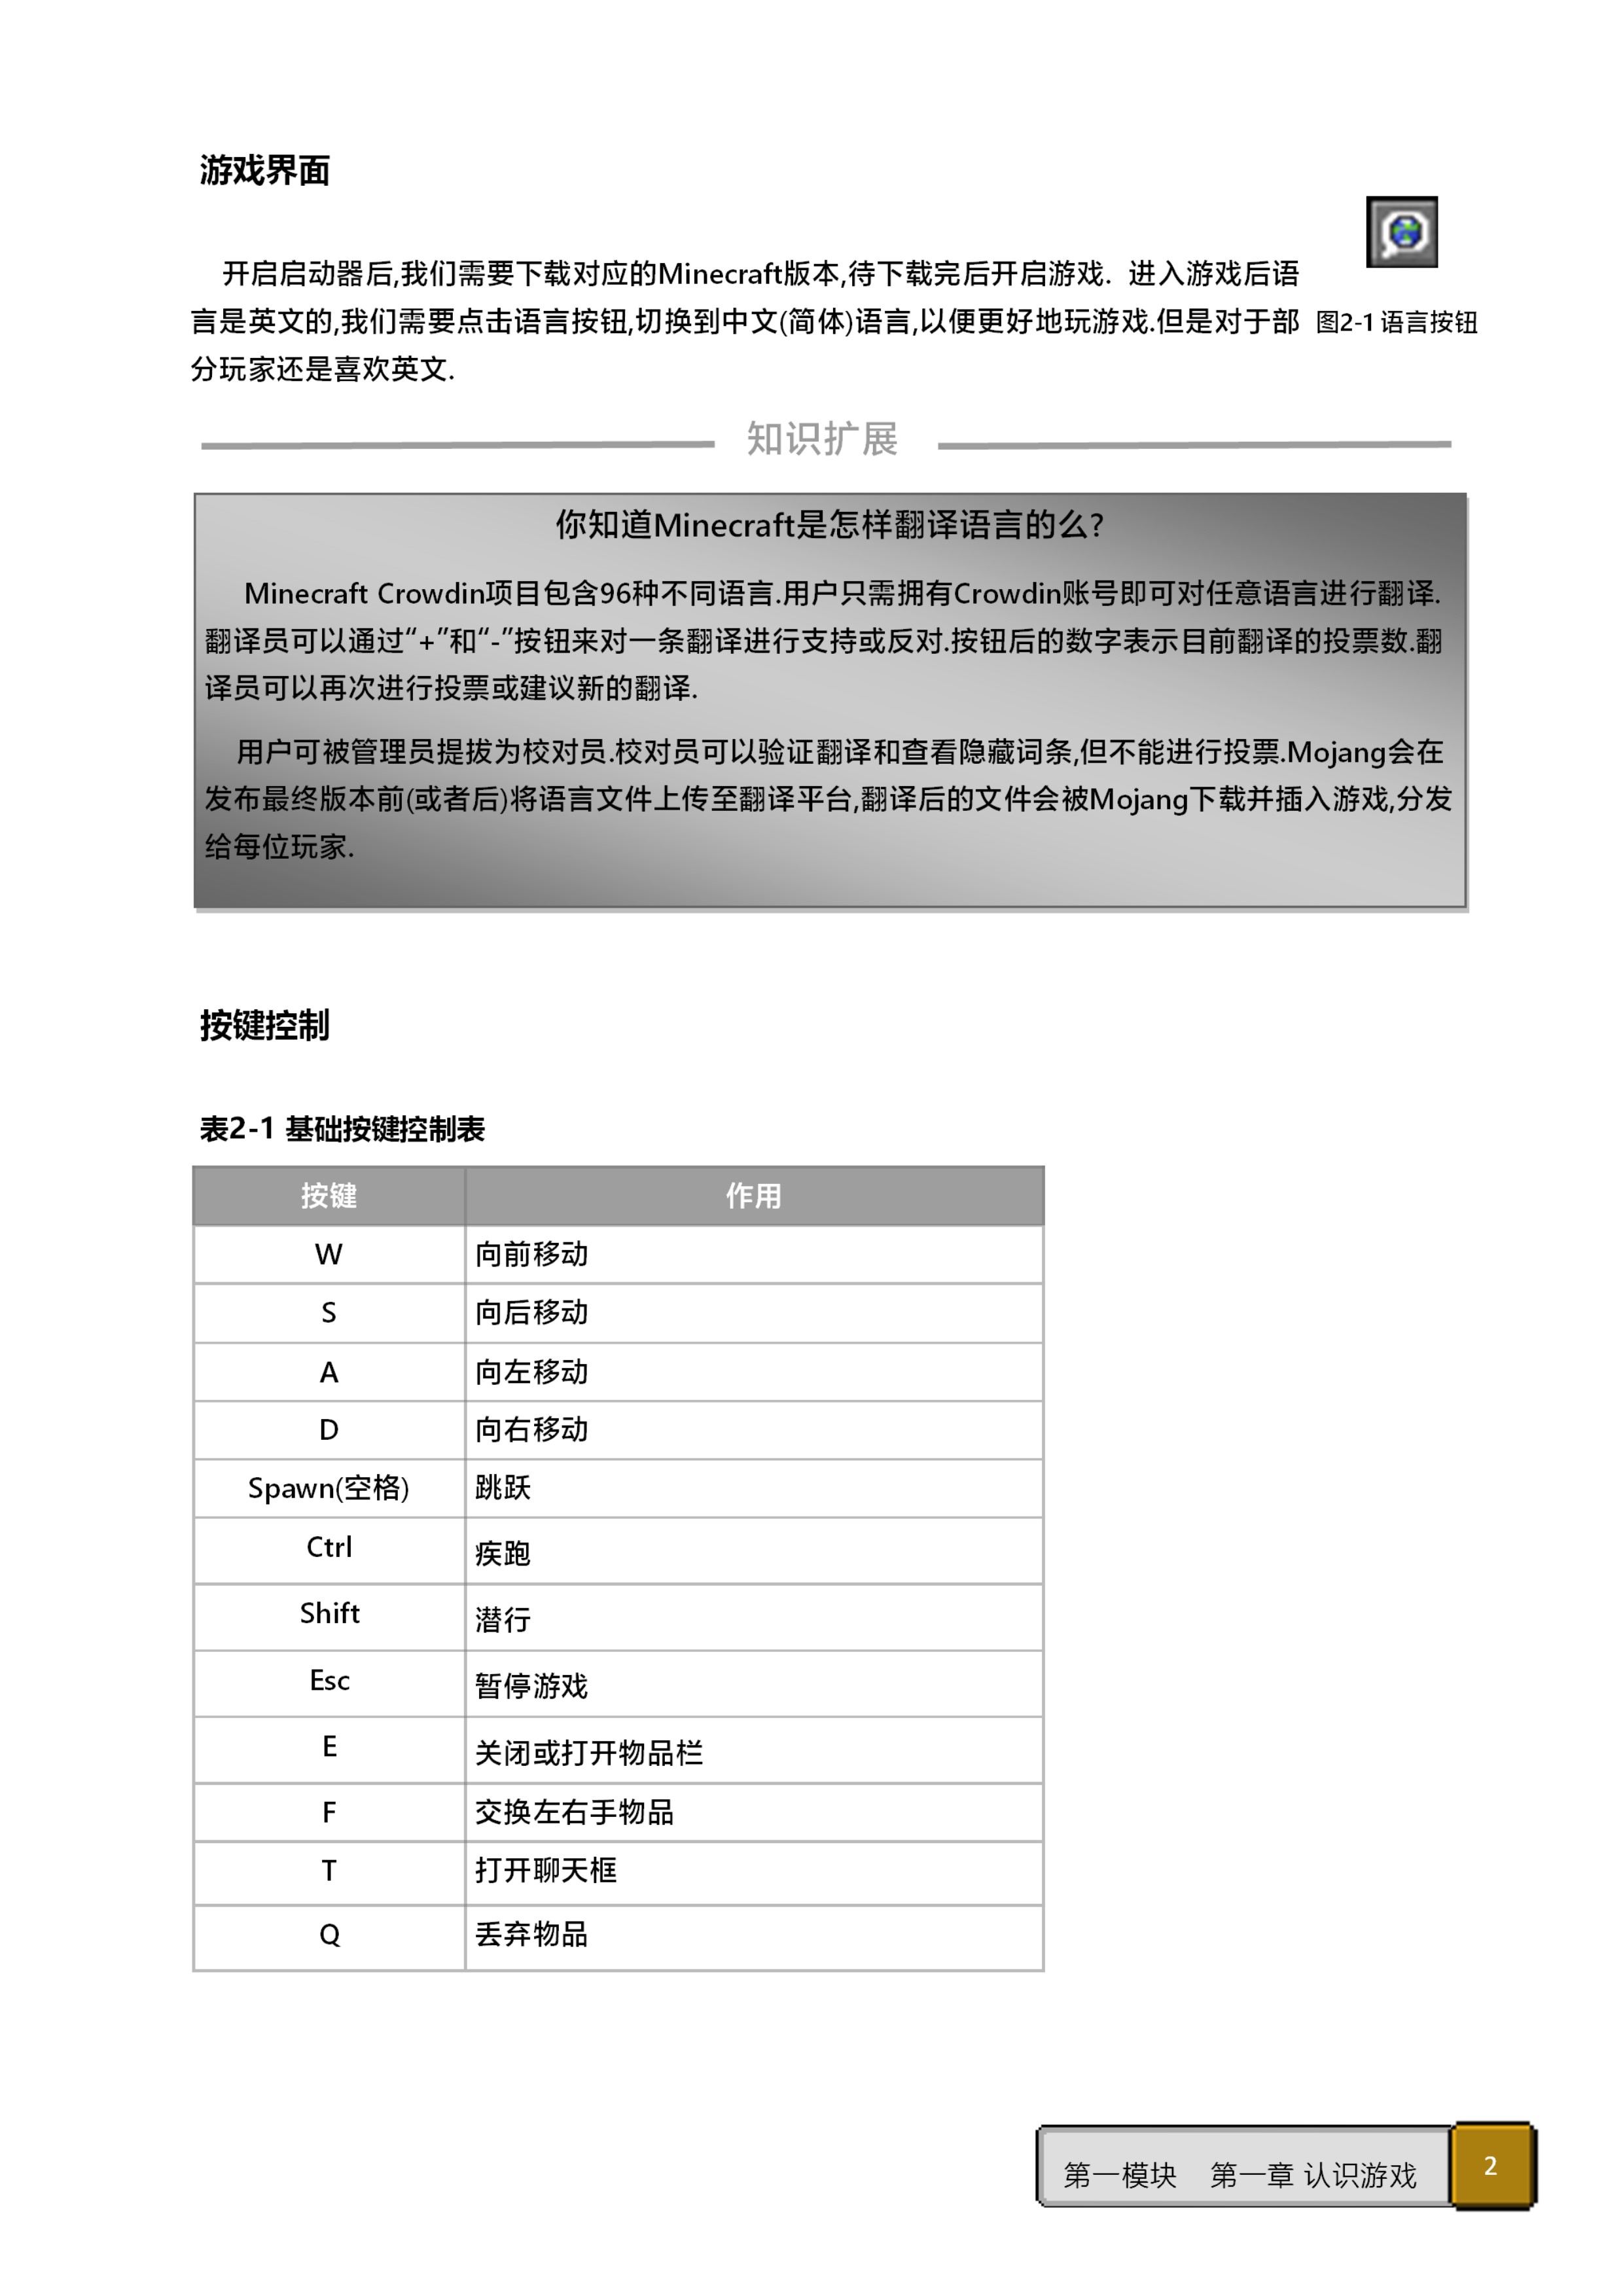 游戏界面
开启启动器后,我们需要下载对应的Minecraft版本,待下载完后开启游戏. 进入游戏后语
言是英文的,我们需要点击语言按钮,切换到中文(简体)语言,以便更好地玩游戏.但是对于部
分玩家还是喜欢英文.
图2-1 语言按钮
知识扩展
你知道Minecraft是怎样翻译语言的么?
Minecraft Crowdin项目包含96种不同语言.用户只需拥有Crowdin账号即可对任意语言进行翻译.
翻译员可以通过“+”和“-”按钮来对一条翻译进行支持或反对.按钮后的数字表示目前翻译的投票数.翻
译员可以再次进行投票或建议新的翻译.
用户可被管理员提拔为校对员.校对员可以验证翻译和查看隐藏词条,但不能进行投票.Mojang会在
发布最终版本前(或者后)将语言文件上传至翻译平台,翻译后的文件会被Mojang下载并插入游戏,分发
给每位玩家.
按键控制
表2-1 基础按键控制表
按键 作用
W 向前移动
S 向后移动
A 向左移动
D 向右移动
Spawn(空格) 跳跃
Ctrl 疾跑
Shift 潜行
Esc 暂停游戏
E 关闭或打开物品栏
F 交换左右手物品
T 打开聊天框
Q 丢弃物品
第一模块 第一章 认识游戏 2